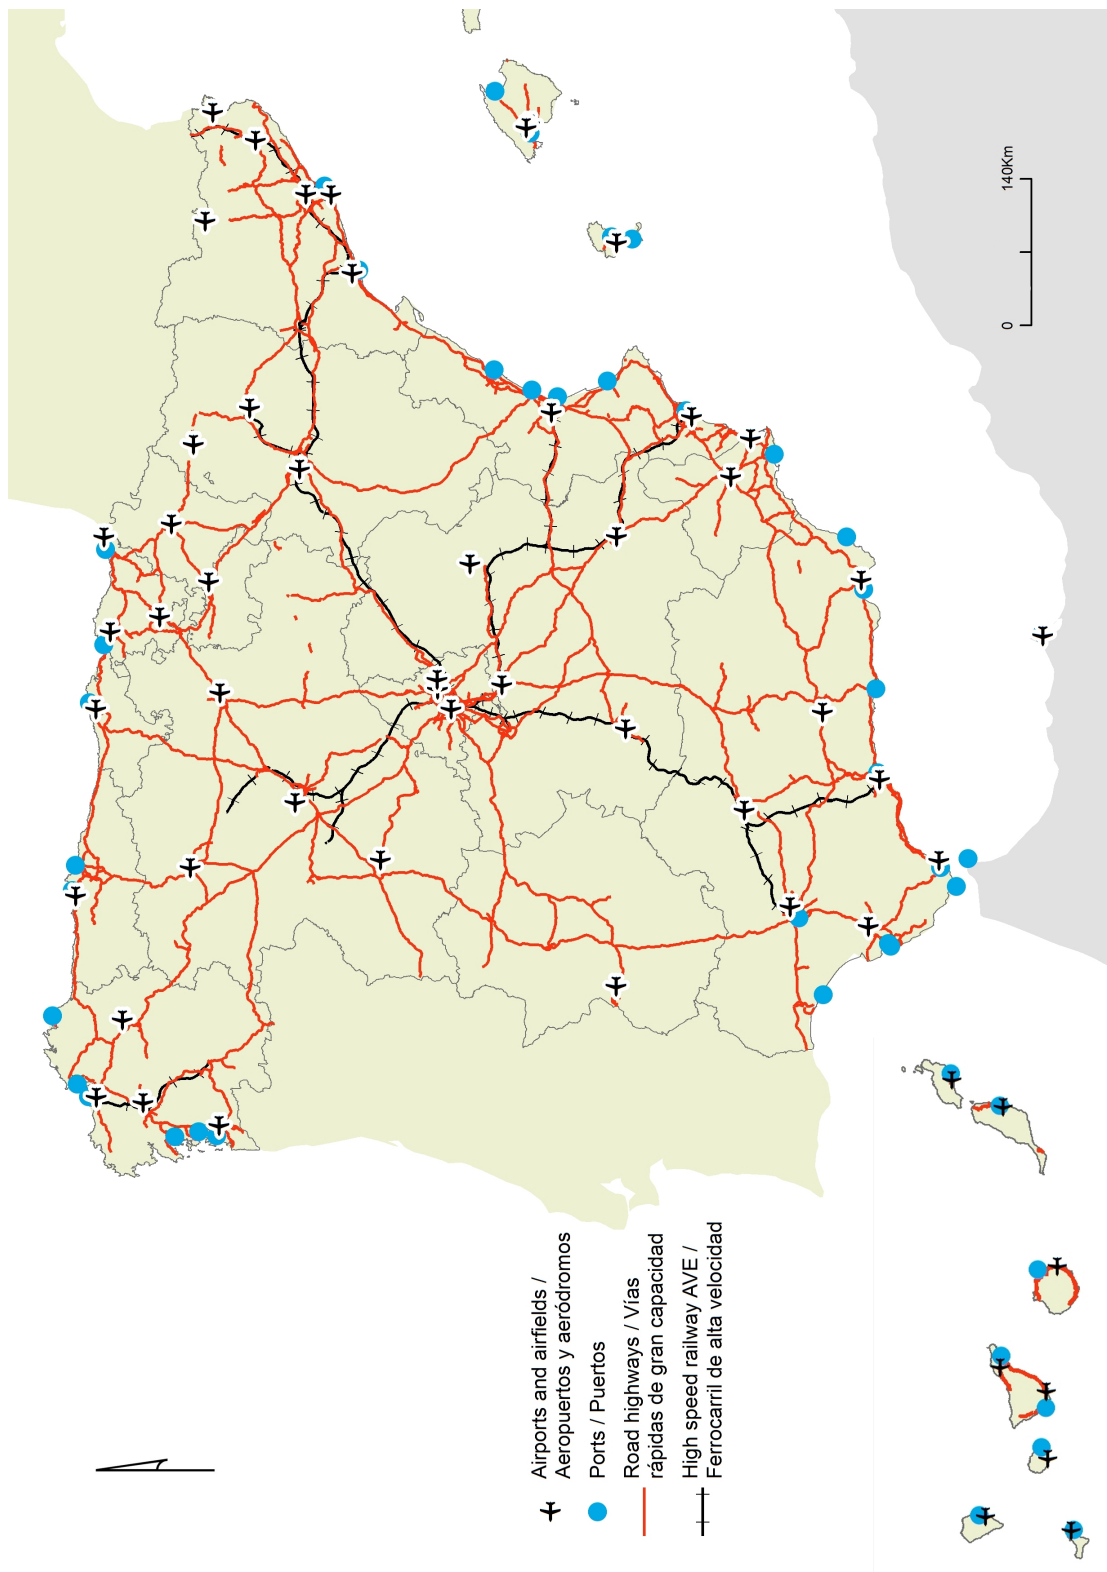 Airports and airfields /
Aeropuertos y aeródromos
Ports / Puertos
Road highways / Vías
rápidas de gran capacidad
High speed railway AVE /
Ferrocarril de alta velocidad
0 140Km